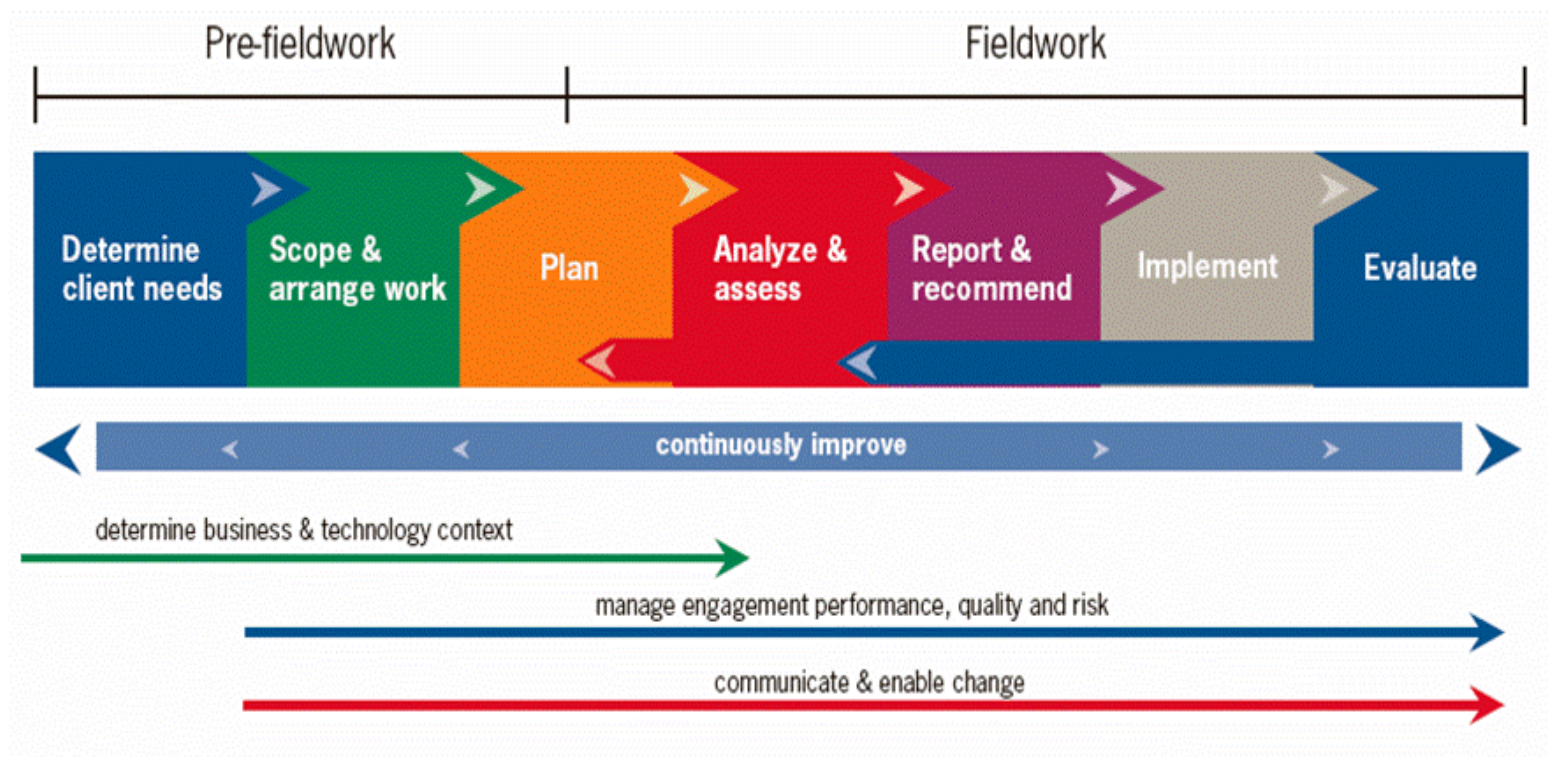 Pre-fieldwork
Fieldwork
Determine
client needs
Scope &
arrange work
Plan
Analyze &
assess
Report &
recommend
Implement
Evaluate
continuously improve
determine business & technology context
manage engagement performance, quality and risk
communicate & enable change